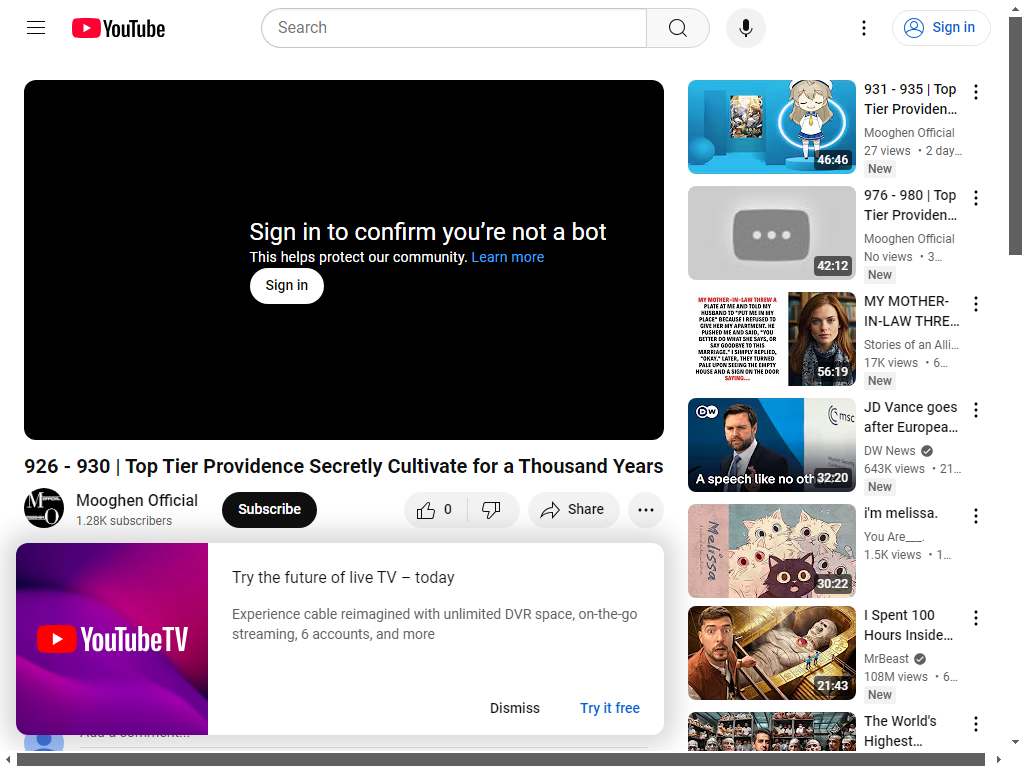 YouTube
Search
Sign in
Sign in to confirm you're not a bot
This helps protect our community. Learn more
Sign in
926 - 930 | Top Tier Providence Secretly Cultivate for a Thousand Years
Mooghen Official
1.28K subscribers
Subscribe
0
Share
YouTubeTV
Try the future of live TV – today
Experience cable reimagined with unlimited DVR space, on-the-go
streaming, 6 accounts, and more
Dismiss
Try it free
Add a comment...
46:46
931 - 935 | Top
Tier Providen…
Mooghen Official
27 views • 2 day…
New
42:12
976 - 980 | Top
Tier Providen…
Mooghen Official
No views • 3…
New
MY MOTHER-IN-LAW THREW A
PLATE AT ME AND TOLD MY
HUSBAND TO "PUT ME IN MY
PLACE" BECAUSE I REFUSED TO
GIVE HER MY APARTMENT. HE
PUSHED ME AND SAID, "YOU
BETTER DO WHAT SHE SAYS, OR
SAY GOODBYE TO THIS
MARRIAGE." I SIMPLY REPLIED,
"OKAY." LATER, THEY TURNED
PALE UPON SEEING THE EMPTY
HOUSE AND A SIGN ON THE DOOR
SAYING...
56:19
MY MOTHER-
IN-LAW THRE…
Stories of an Alli…
17K views • 6…
New
DW
msc
A speech like no oth
32:20
JD Vance goes
after Europea…
DW News
643K views • 21…
New
Melissa
30:22
i'm melissa.
You Are___.
1.5K views • 1…
21:43
I Spent 100
Hours Inside…
MrBeast
108M views • 6…
New
The World's
Highest…